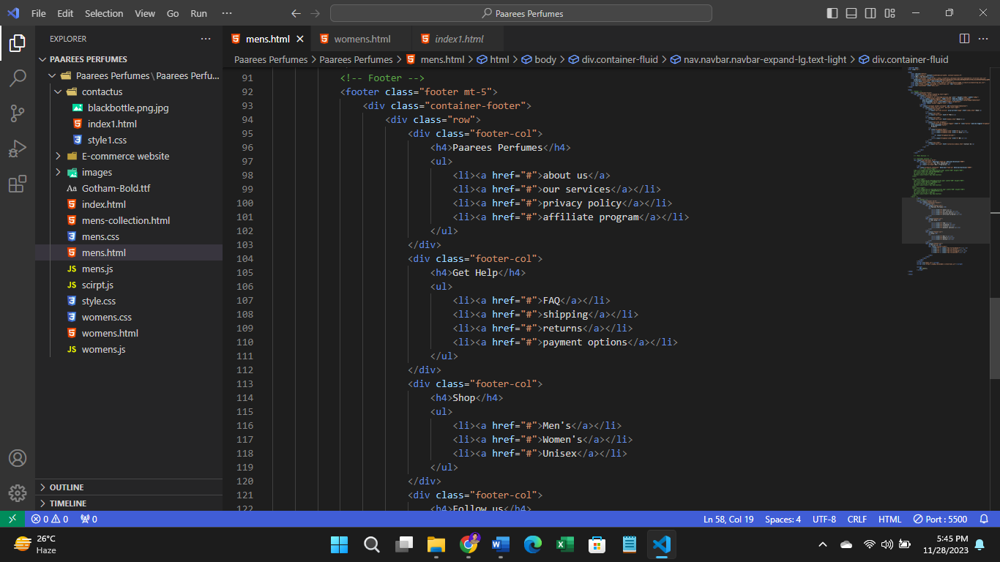 File Edit Selection View Go Run ··· Paarees Perfumes
EXPLORER ···
PAAREES PERFUMES
Paarees Perfumes \ Paarees Perfu...
contactus
blackbottle.png.jpg
index1.html
style1.css
E-commerce website
images
Gotham-Bold.ttf
index.html
mens-collection.html
mens.css
mens.html
mens.js
scirpt.js
style.css
womens.css
womens.html
womens.js
OUTLINE
TIMELINE
mens.html womens.html index1.html
Paarees Perfumes > Paarees Perfumes > mens.html > html > body > div.container-fluid > nav.navbar.navbar-expand-lg.text-light > div.container-fluid
91 <!-- Footer -->
92 <footer class="footer mt-5">
93 <div class="container-footer">
94 <div class="row">
95 <div class="footer-col">
96 <h4>Paarees Perfumes</h4>
97 <ul>
98 <li><a href="#">about us</a>
99 <li><a href="#">our services</a></li>
100 <li><a href="#">privacy policy</a></li>
101 <li><a href="#">affiliate program</a></li>
102 </ul>
103 </div>
104 <div class="footer-col">
105 <h4>Get Help</h4>
106 <ul>
107 <li><a href="#">FAQ</a></li>
108 <li><a href="#">shipping</a></li>
109 <li><a href="#">returns</a></li>
110 <li><a href="#">payment options</a></li>
111 </ul>
112 </div>
113 <div class="footer-col">
114 <h4>Shop</h4>
115 <ul>
116 <li><a href="#">Men's</a></li>
117 <li><a href="#">Women's</a></li>
118 <li><a href="#">Unisex</a></li>
119 </ul>
120 </div>
121 <div class="footer-col">
122 <h4>Follow us</h4>
0 0 0 Ln 58, Col 19 Spaces: 4 UTF-8 CRLF HTML Port : 5500
26°C
Haze
5:45 PM
11/28/2023